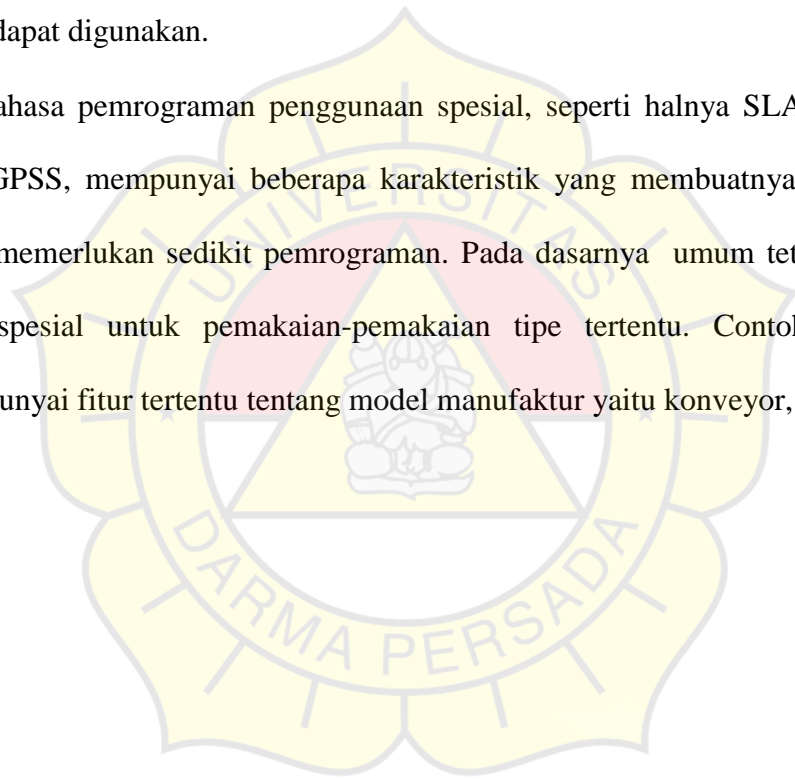 dapat digunakan.
ahasa pemrograman penggunaan spesial, seperti halnya SLA
GPSS, mempunyai beberapa karakteristik yang membuatnya
memerlukan sedikit pemrograman. Pada dasarnya umum tet
spesial untuk pemakaian-pemakaian tipe tertentu. Contol
unyai fitur tertentu tentang model manufaktur yaitu konveyor,
UNIVERSITAS
DARMA PERSADA